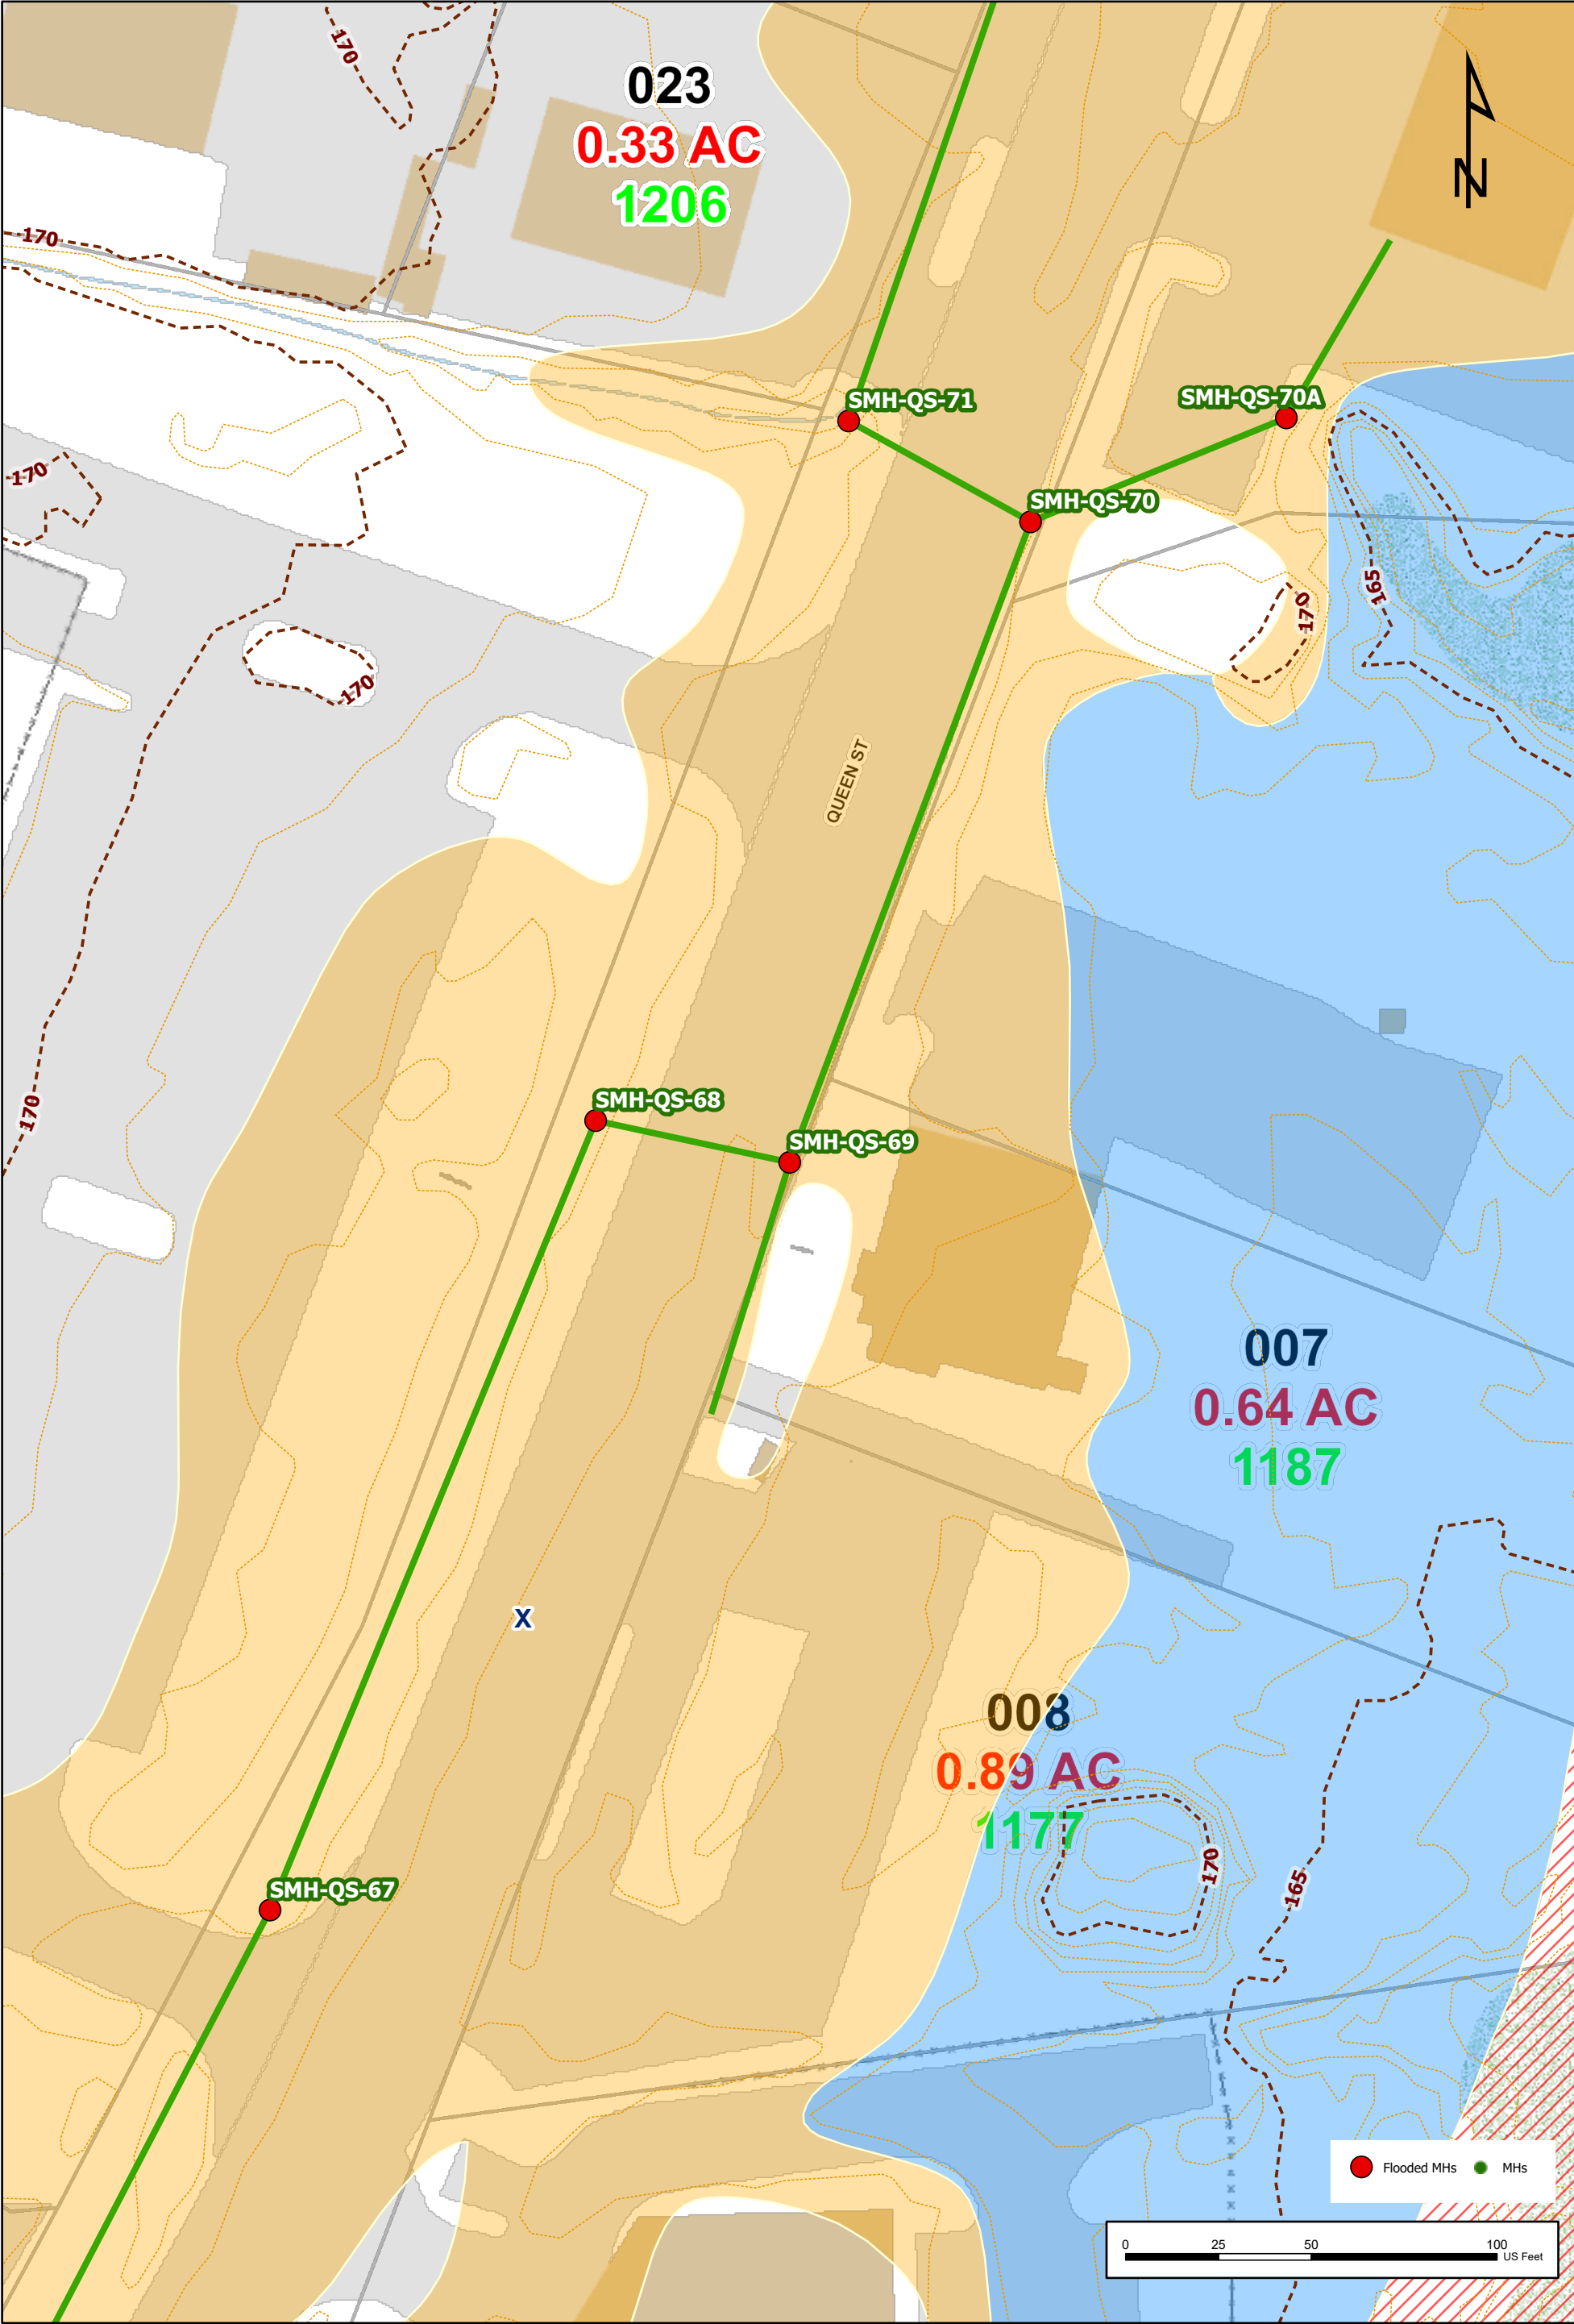 170
023
0.33 AC
1206
N
170
SMH-QS-71
SMH-QS-70A
170
SMH-QS-70
165
170
170
QUEEN ST
170
SMH-QS-68
SMH-QS-69
007
0.64 AC
1187
X
008
0.89 AC
1177
170
165
SMH-QS-67
Flooded MHs
MHs
0 25 50 100
US Feet